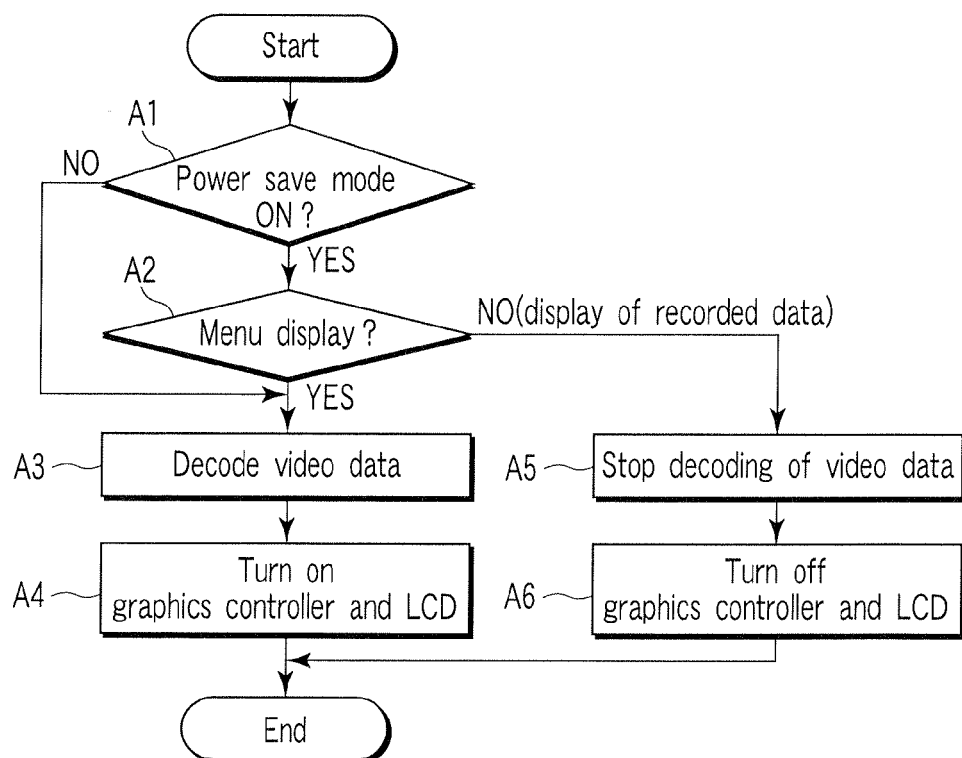 Start
A1
NO
Power save mode
ON?
YES
A2
Menu display?
NO(display of recorded data)
YES
A3
Decode video data
A5
Stop decoding of video data
A4
Turn on
graphics controller and LCD
A6
Turn off
graphics controller and LCD
End